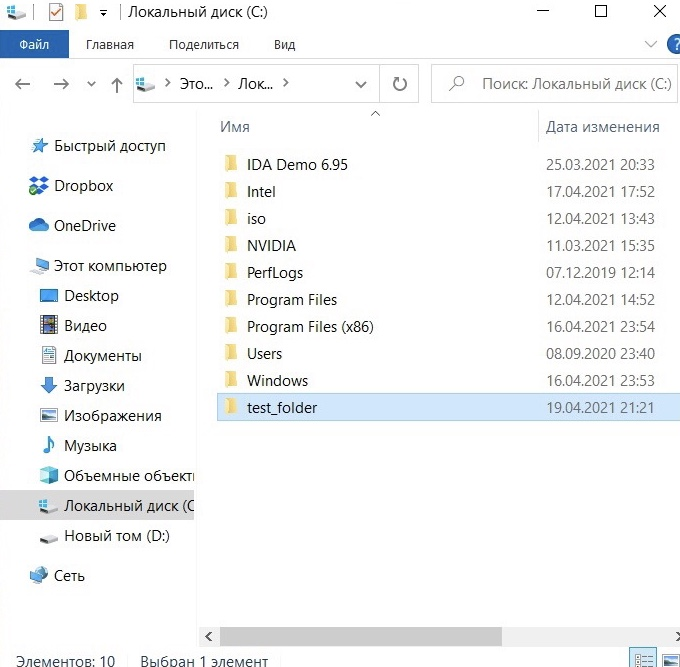 Локальный диск (C:)
Файл Главная Поделиться Вид ?
Это... Лок... Поиск: Локальный диск (C:)
Имя Дата изменения
Быстрый доступ
Dropbox
OneDrive
Этот компьютер
Desktop
Видео
Документы
Загрузки
Изображения
Музыка
Объемные объект
Локальный диск (C
Новый том (D:)
Сеть
IDA Demo 6.95 25.03.2021 20:33
Intel 17.04.2021 17:52
iso 12.04.2021 13:43
NVIDIA 11.03.2021 15:35
PerfLogs 07.12.2019 12:14
Program Files 12.04.2021 14:52
Program Files (x86) 16.04.2021 23:54
Users 08.09.2020 23:40
Windows 16.04.2021 23:53
test_folder 19.04.2021 21:21
Элементов: 10 Выбран 1 элемент